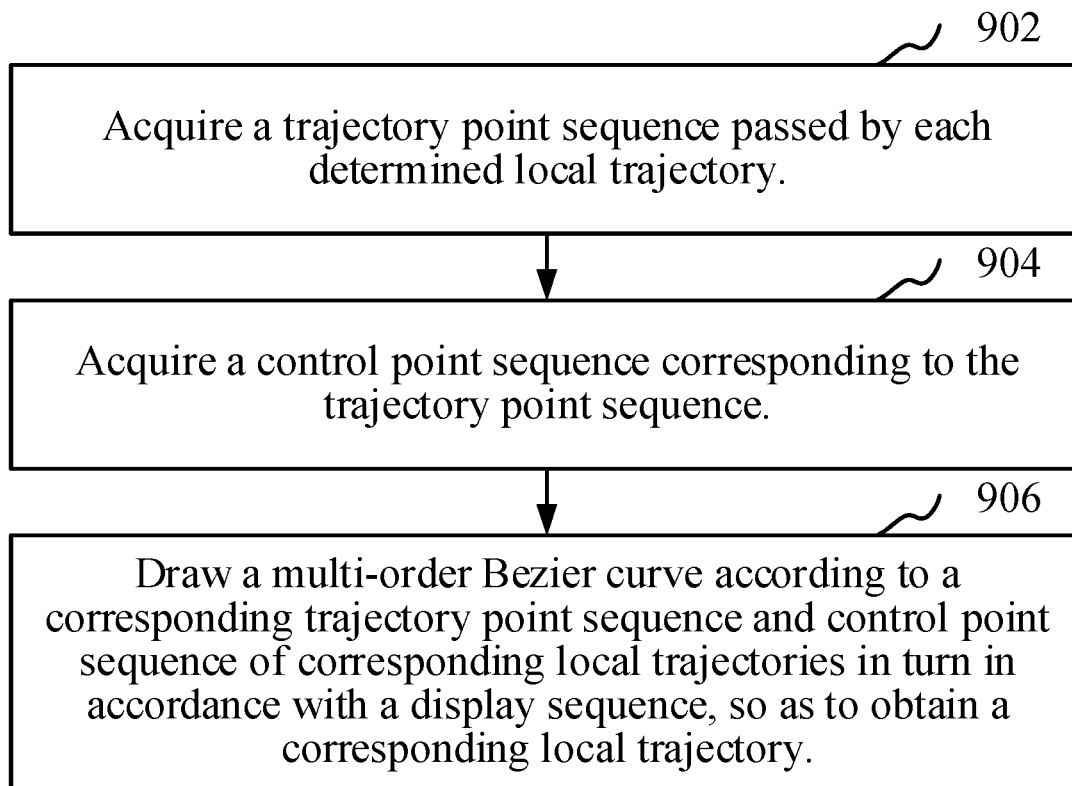 902
Acquire a trajectory point sequence passed by each
determined local trajectory.
904
Acquire a control point sequence corresponding to the
trajectory point sequence.
906
Draw a multi-order Bezier curve according to a
corresponding trajectory point sequence and control point
sequence of corresponding local trajectories in turn in
accordance with a display sequence, so as to obtain a
corresponding local trajectory.